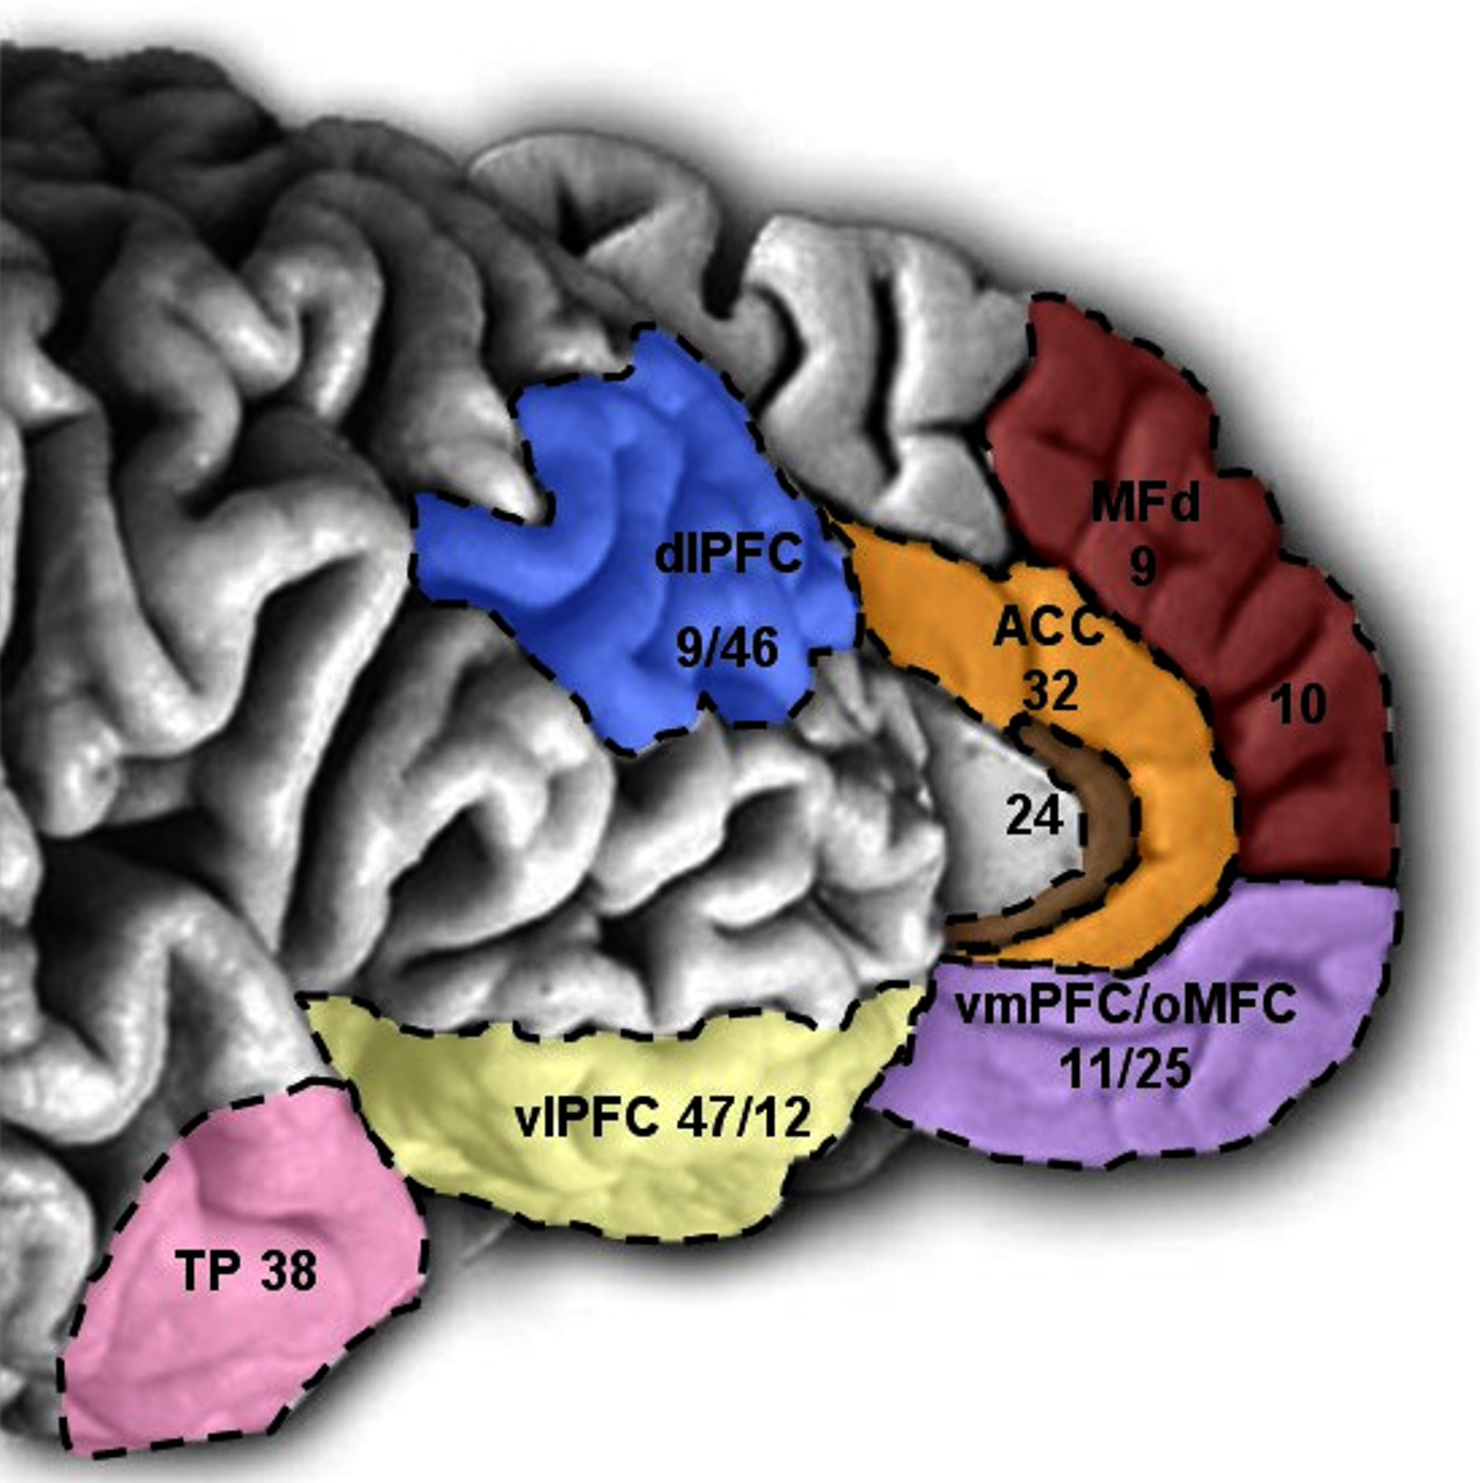 MFd
9
dlPFC
9/46
ACC
32
10
24
vmPFC/oMFC
11/25
vlPFC 47/12
TP 38